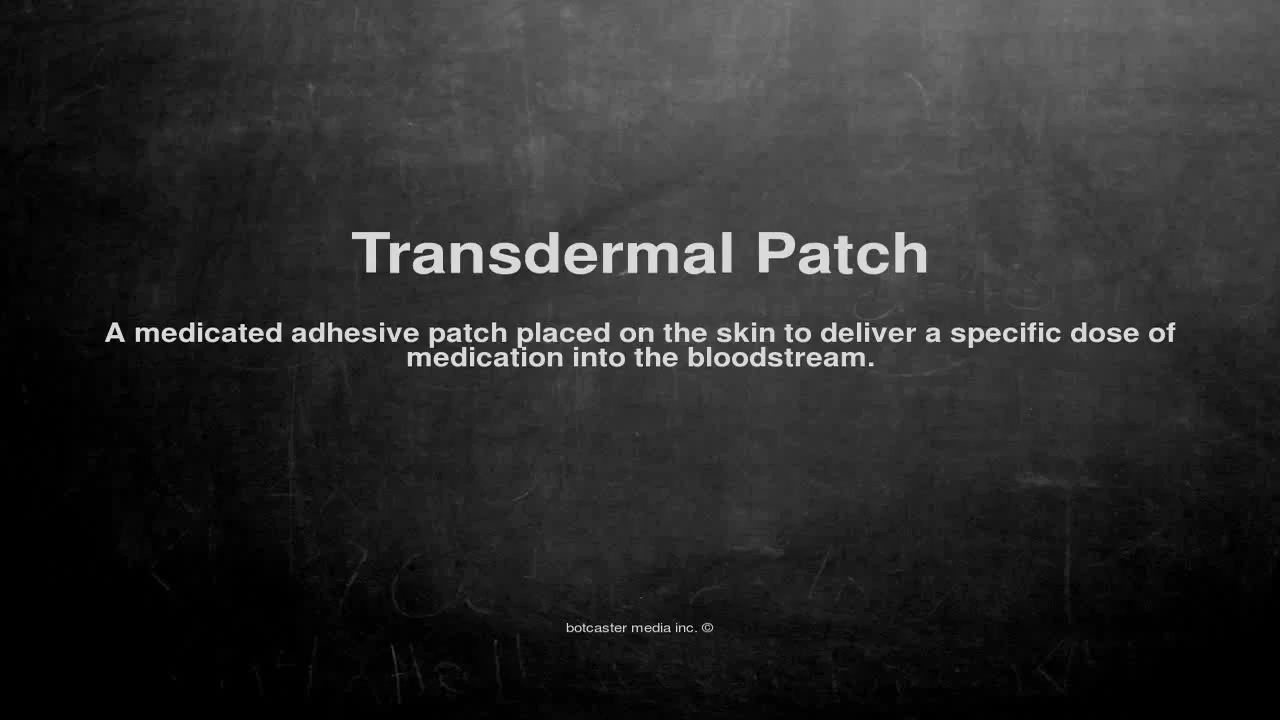 Transdermal Patch
A medicated adhesive patch placed on the skin to deliver a specific dose of
medication into the bloodstream.
botcaster media inc. ©